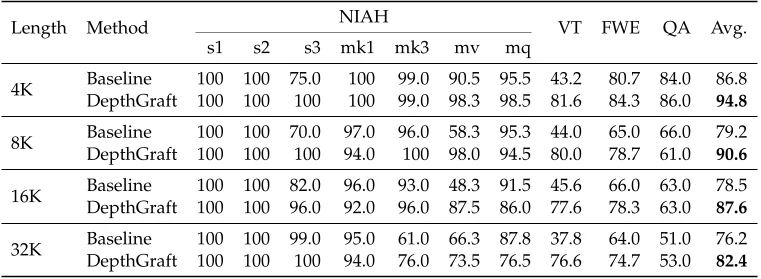 Length Method NIAH VT FWE QA Avg.
s1 s2 s3 mk1 mk3 mv mq
4K Baseline 100 100 75.0 100 99.0 90.5 95.5 43.2 80.7 84.0 86.8
DepthGraft 100 100 100 100 99.0 98.3 98.5 81.6 84.3 86.0 94.8
8K Baseline 100 100 70.0 97.0 96.0 58.3 95.3 44.0 65.0 66.0 79.2
DepthGraft 100 100 100 94.0 100 98.0 94.5 80.0 78.7 61.0 90.6
16K Baseline 100 100 82.0 96.0 93.0 48.3 91.5 45.6 66.0 63.0 78.5
DepthGraft 100 100 96.0 92.0 96.0 87.5 86.0 77.6 78.3 63.0 87.6
32K Baseline 100 100 99.0 95.0 61.0 66.3 87.8 37.8 64.0 51.0 76.2
DepthGraft 100 100 100 94.0 76.0 73.5 76.5 76.6 74.7 53.0 82.4